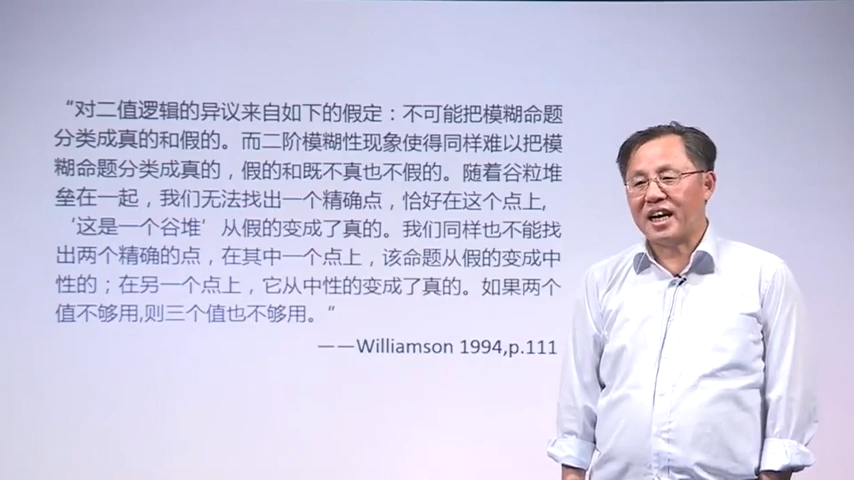 “对二值逻辑的异议来自如下的假定：不可能把模糊命题
分类成真的和假的。而二阶模糊性现象使得同样难以把模
糊命题分类成真的，假的和既不真也不假的。随着谷粒堆
垒在一起，我们无法找出一个精确点，恰好在这个点上，
‘这是一个谷堆’从假的变成了真的。我们同样也不能找
出两个精确的点，在其中一个点上，该命题从假的变成中
性的；在另一个点上，它从中性的变成了真的。如果两个
值不够用,则三个值也不够用。”
——Williamson 1994,p.111